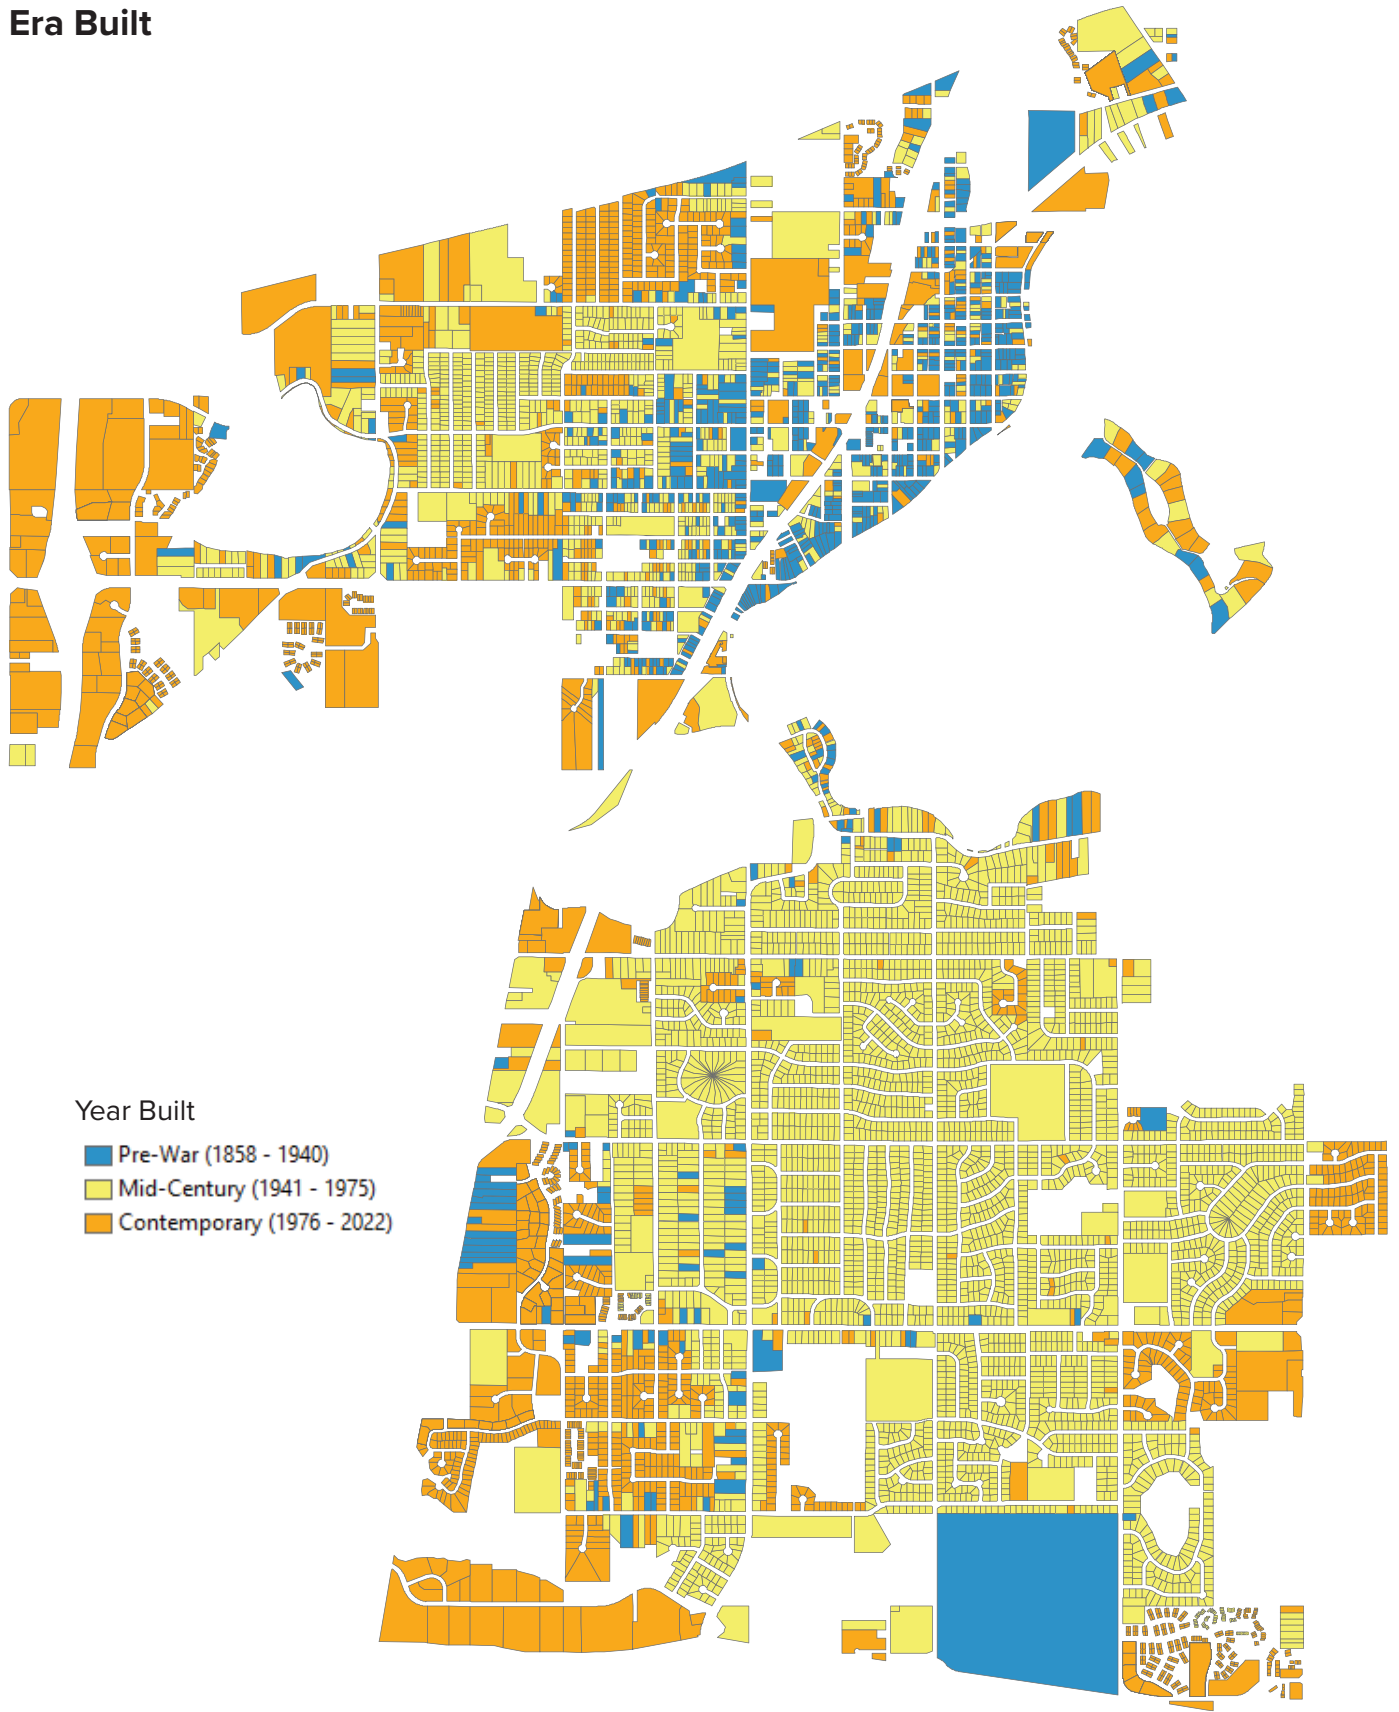 Era Built
Year Built
Pre-War (1858 - 1940)
Mid-Century (1941 - 1975)
Contemporary (1976 - 2022)